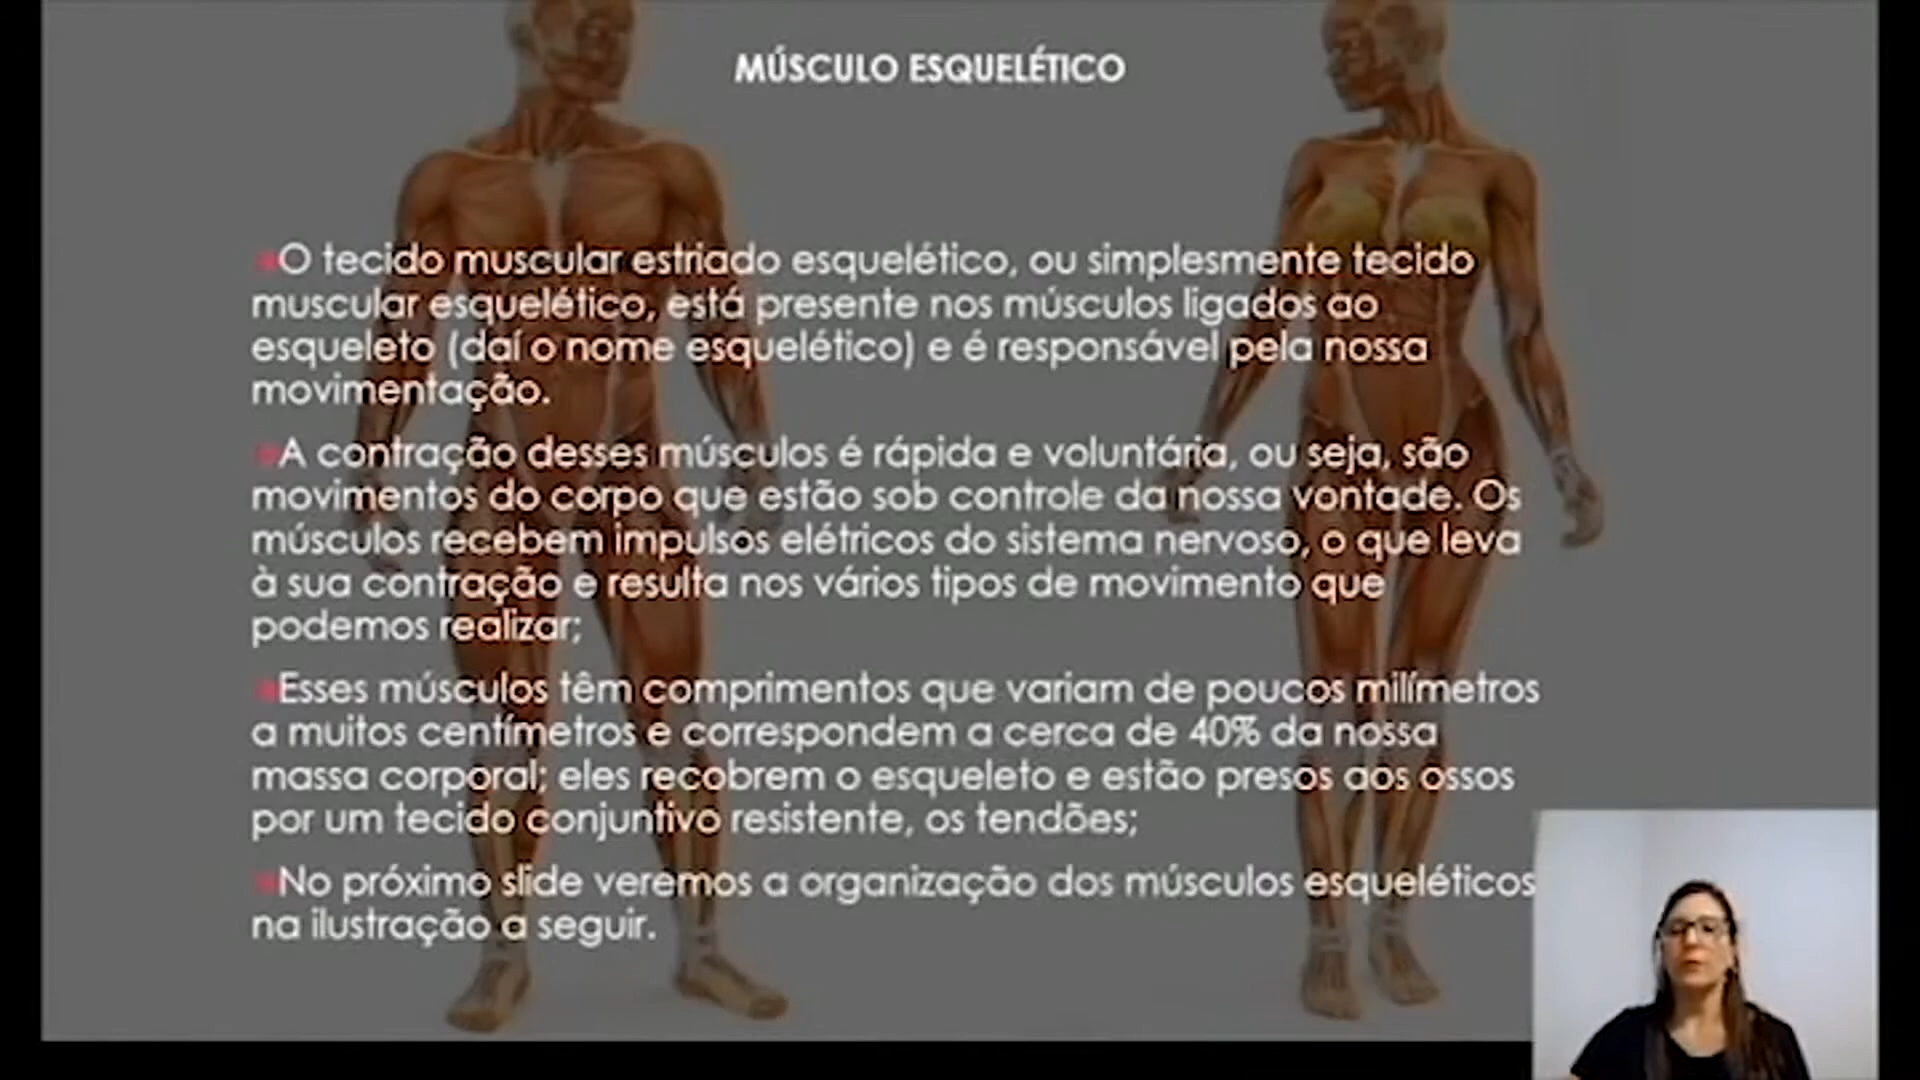 MÚSCULO ESQUELÉTICO
O tecido muscular estriado esquelético, ou simplesmente tecido
muscular esquelético, está presente nos músculos ligados ao
esqueleto (daí o nome esquelético) e é responsável pela nossa
movimentação.
A contração desses músculos é rápida e voluntária, ou seja, são
movimentos do corpo que estão sob controle da nossa vontade. Os
músculos recebem impulsos elétricos do sistema nervoso, o que leva
à sua contração e resulta nos vários tipos de movimento que
podemos realizar;
Esses músculos têm comprimentos que variam de poucos milímetros
a muitos centímetros e correspondem a cerca de 40% da nossa
massa corporal; eles recobrem o esqueleto e estão presos aos ossos
por um tecido conjuntivo resistente, os tendões;
No próximo slide veremos a organização dos músculos esqueléticos
na ilustração a seguir.